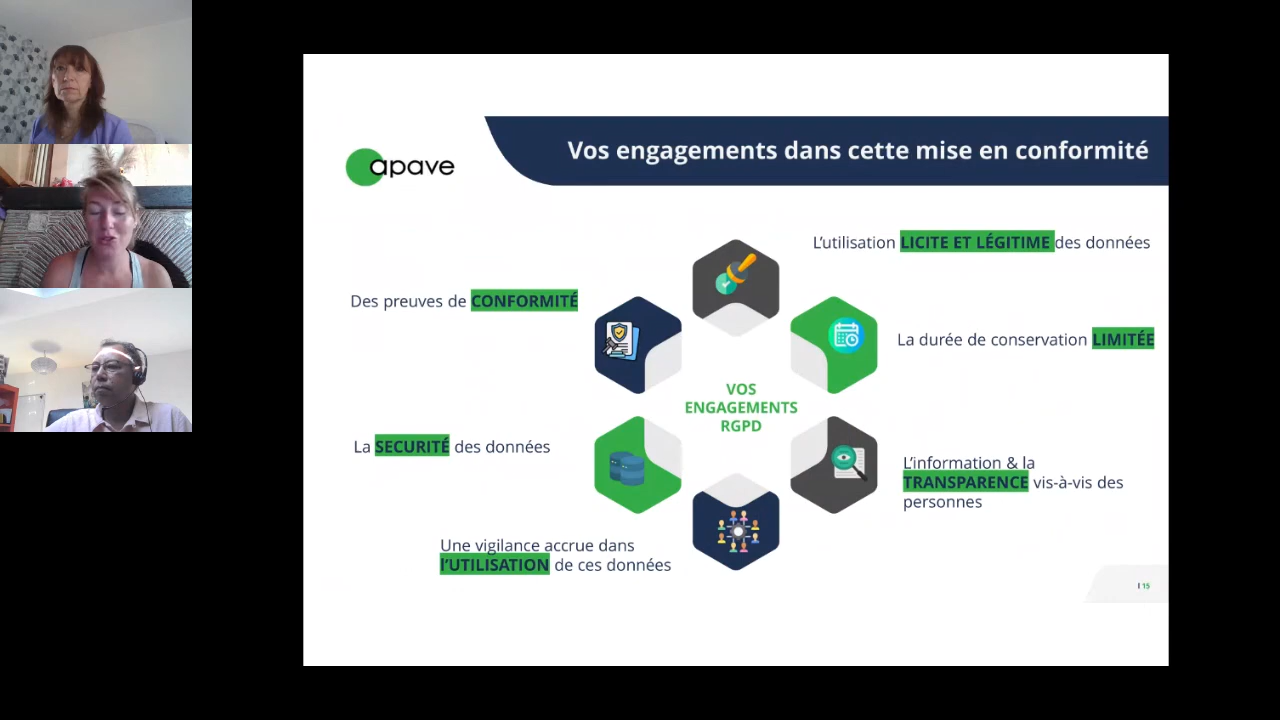 apave
Vos engagements dans cette mise en conformité
L'utilisation LICITE ET LÉGITIME des données
Des preuves de CONFORMITÉ
La durée de conservation LIMITÉE
VOS
ENGAGEMENTS
RGPD
La SECURITÉ des données
L'information & la
TRANSPARENCE vis-à-vis des
personnes
Une vigilance accrue dans
l'UTILISATION de ces données
I 15